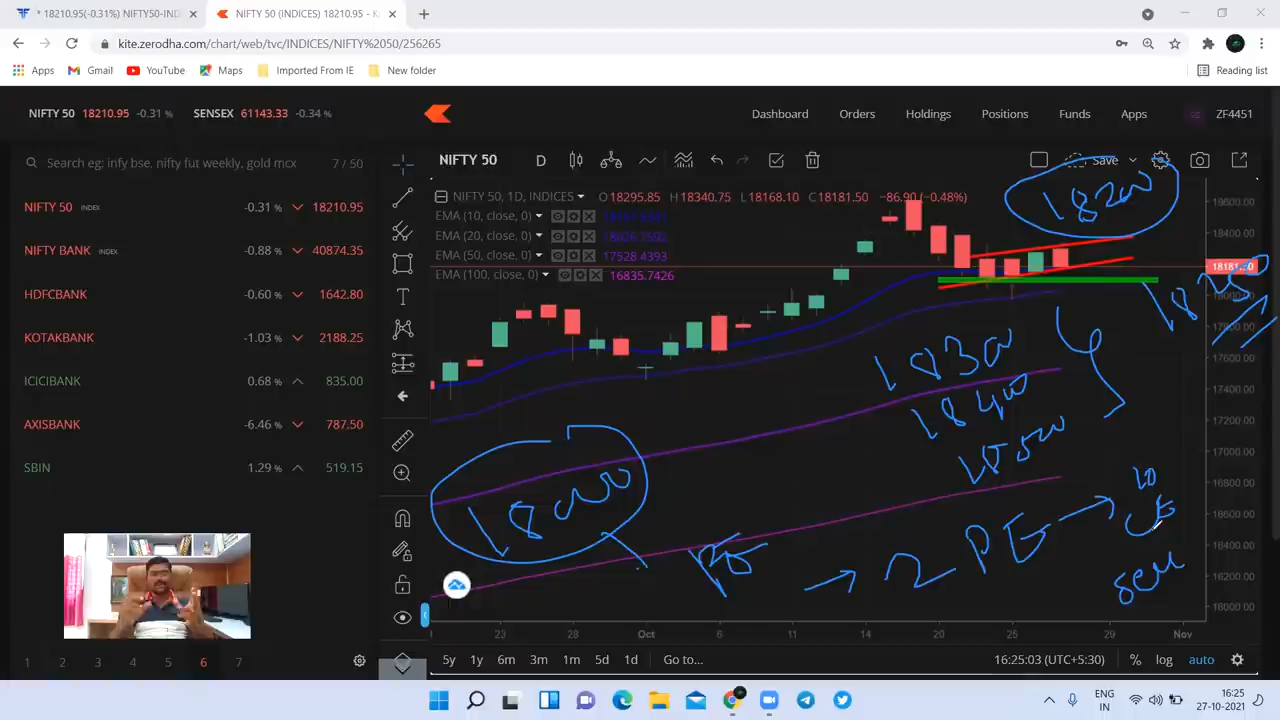 * 18210.95(-0.31%) NIFTY50-IND
NIFTY 50 (INDICES) 18210.95 - K
kite.zerodha.com/chart/web/tvc/INDICES/NIFTY%2050/256265
Apps Gmail YouTube Maps Imported From IE New folder Reading list
NIFTY 50 18210.95 -0.31 % SENSEX 61143.33 -0.34 %
Dashboard Orders Holdings Positions Funds Apps ZF4451
Search eg: infy bse, nifty fut weekly, gold mcx 7 / 50
NIFTY 50 INDEX -0.31 % 18210.95
NIFTY BANK INDEX -0.88 % 40874.35
HDFCBANK -0.60 % 1642.80
KOTAKBANK -1.03 % 2188.25
ICICIBANK 0.68 % 835.00
AXISBANK -6.46 % 787.50
SBIN 1.29 % 519.15
1 2 3 4 5 6 7
NIFTY 50 D Save
NIFTY 50, 1D, INDICES O18295.85 H18340.75 L18168.10 C18181.50 -86.90 (-0.48%)
EMA (10, close, 0)
EMA (20, close, 0)
EMA (50, close, 0) 17528.4393
EMA (100, close, 0) 16835.7426
18200
18300
18400
18500
18000
PE
→ 2 PE → 10
CE
sell
18600.00
18400.00
18181.50
18000.00
17800.00
17600.00
17400.00
17200.00
17000.00
16800.00
16600.00
16400.00
16200.00
16000.00
23 28 Oct 6 11 14 20 25 29 Nov
5y 1y 6m 3m 1m 5d 1d Go to... 16:25:03 (UTC+5:30) % log auto
ENG
IN
16:25
27-10-2021